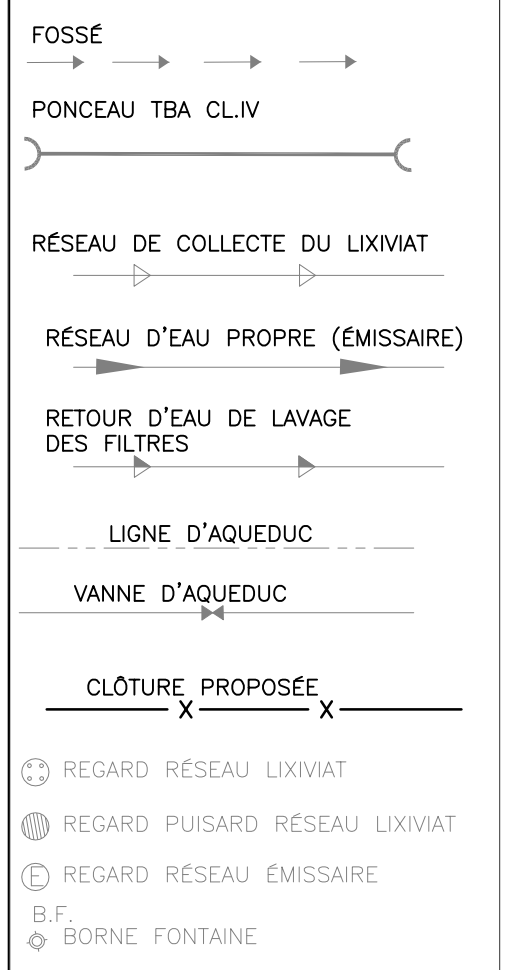 FOSSÉ
PONCEAU TBA CL.IV
RÉSEAU DE COLLECTE DU LIXIVIAT
RÉSEAU D'EAU PROPRE (ÉMISSAIRE)
RETOUR D'EAU DE LAVAGE
DES FILTRES
LIGNE D'AQUEDUC
VANNE D'AQUEDUC
CLÔTURE PROPOSÉE
X X
REGARD RÉSEAU LIXIVIAT
REGARD PUISARD RÉSEAU LIXIVIAT
E REGARD RÉSEAU ÉMISSAIRE
B.F.
BORNE FONTAINE